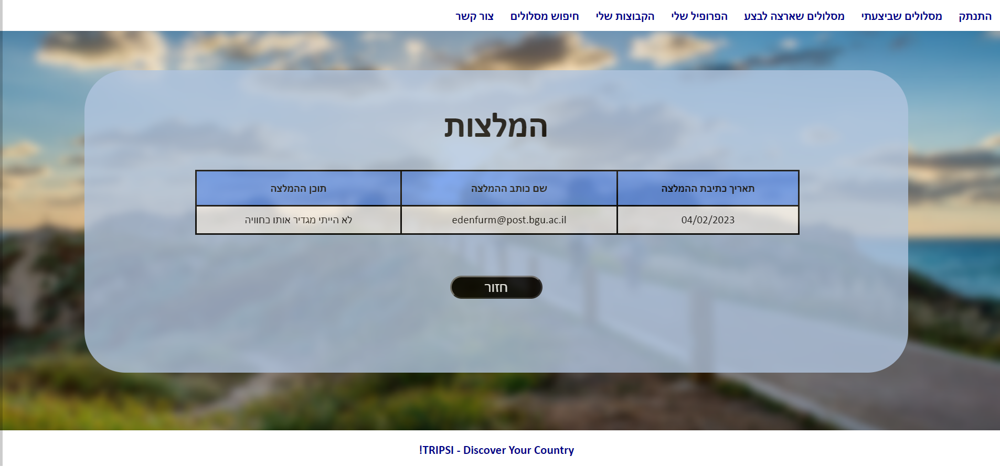 התנתק מסלולים שביצעתי מסלולים שארצה לבצע הפרופיל שלי הקבוצות שלי חיפוש מסלולים צור קשר
המלצות
תאריך כתיבת ההמלצה שם כותב ההמלצה תוכן ההמלצה
04/02/2023 edenfurm@post.bgu.ac.il לא הייתי מגדיר אותו כחוויה
חזור
!TRIPSI - Discover Your Country